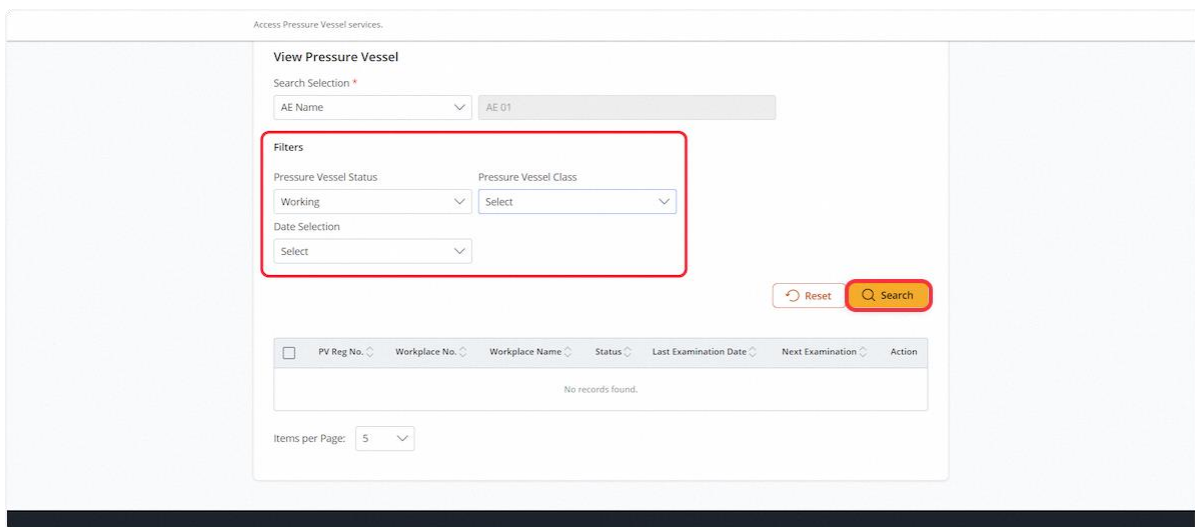 Access Pressure Vessel services.
View Pressure Vessel
Search Selection *
AE Name AE 01
Filters
Pressure Vessel Status Pressure Vessel Class
Working Select
Date Selection
Select
Reset Search
PV Reg No. Workplace No. Workplace Name Status Last Examination Date Next Examination Action
No records found.
Items per Page: 5